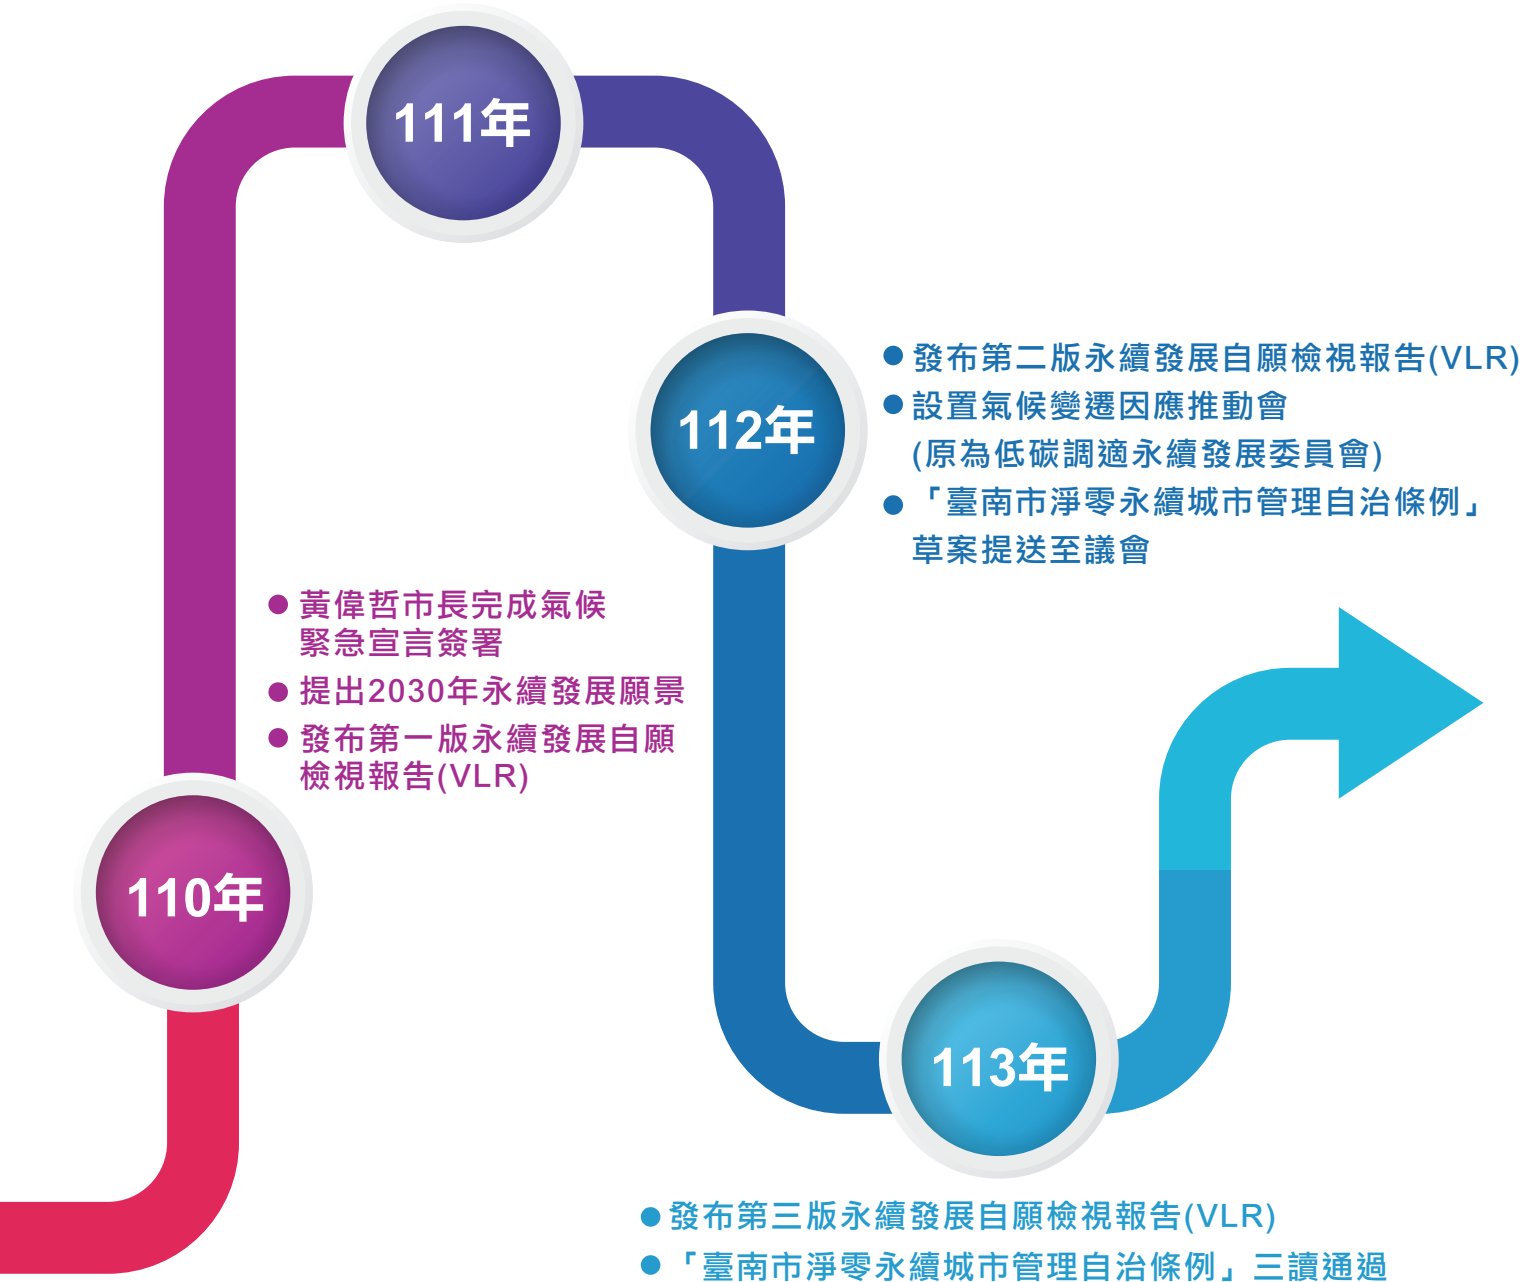 111年
112年
● 發布第二版永續發展自願檢視報告(VLR)
● 設置氣候變遷因應推動會
(原為低碳調適永續發展委員會)
● 「臺南市淨零永續城市管理自治條例」
草案提送至議會
● 黃偉哲市長完成氣候
緊急宣言簽署
● 提出2030年永續發展願景
● 發布第一版永續發展自願
檢視報告(VLR)
110年
113年
● 發布第三版永續發展自願檢視報告(VLR)
● 「臺南市淨零永續城市管理自治條例」三讀通過